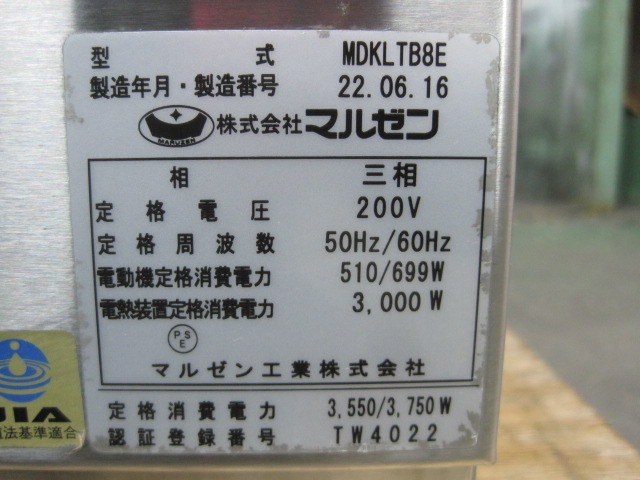 型式 MDKLTB8E
製造年月・製造番号 22.06.16
MARUZEN 株式会社マルゼン
相 三相
定格電圧 200V
定格周波数 50Hz/60Hz
電動機定格消費電力 510/699W
電熱装置定格消費電力 3,000W
PSE
マルゼン工業株式会社
定格消費電力 3,550/3,750W
認証登録番号 TW4022
JIA
法基準適合